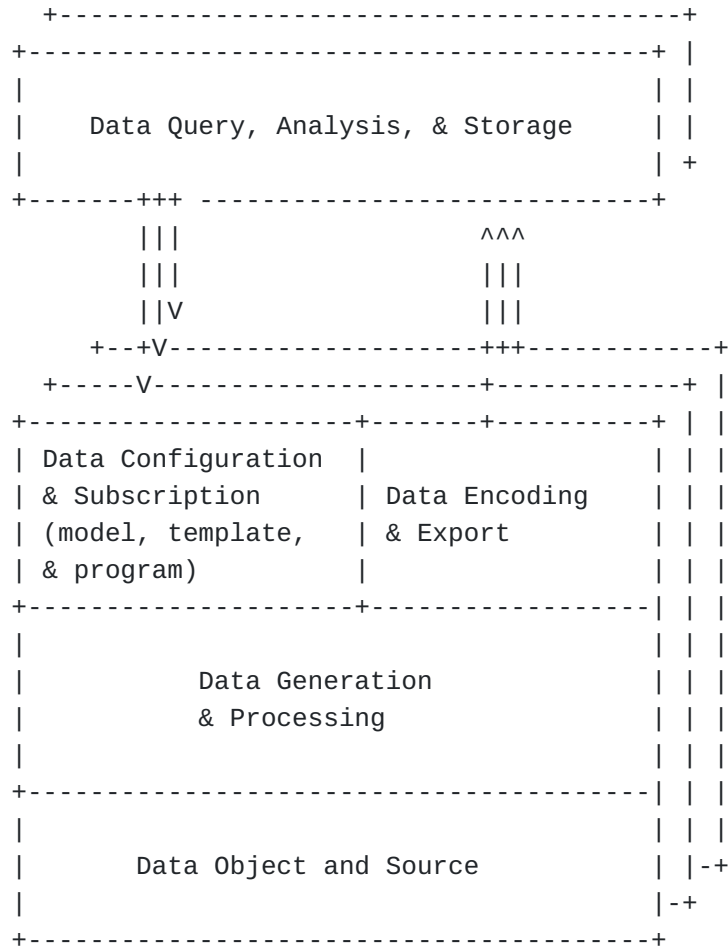 Data Query, Analysis, & Storage
Data Configuration
& Subscription
(model, template,
& program)
Data Encoding
& Export
Data Generation
& Processing
Data Object and Source